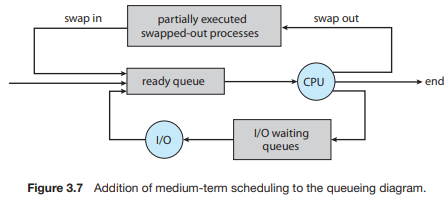 swap in
partially executed
swapped-out processes
swap out
ready queue
CPU
end
I/O
I/O waiting
queues
Figure 3.7 Addition of medium-term scheduling to the queueing diagram.